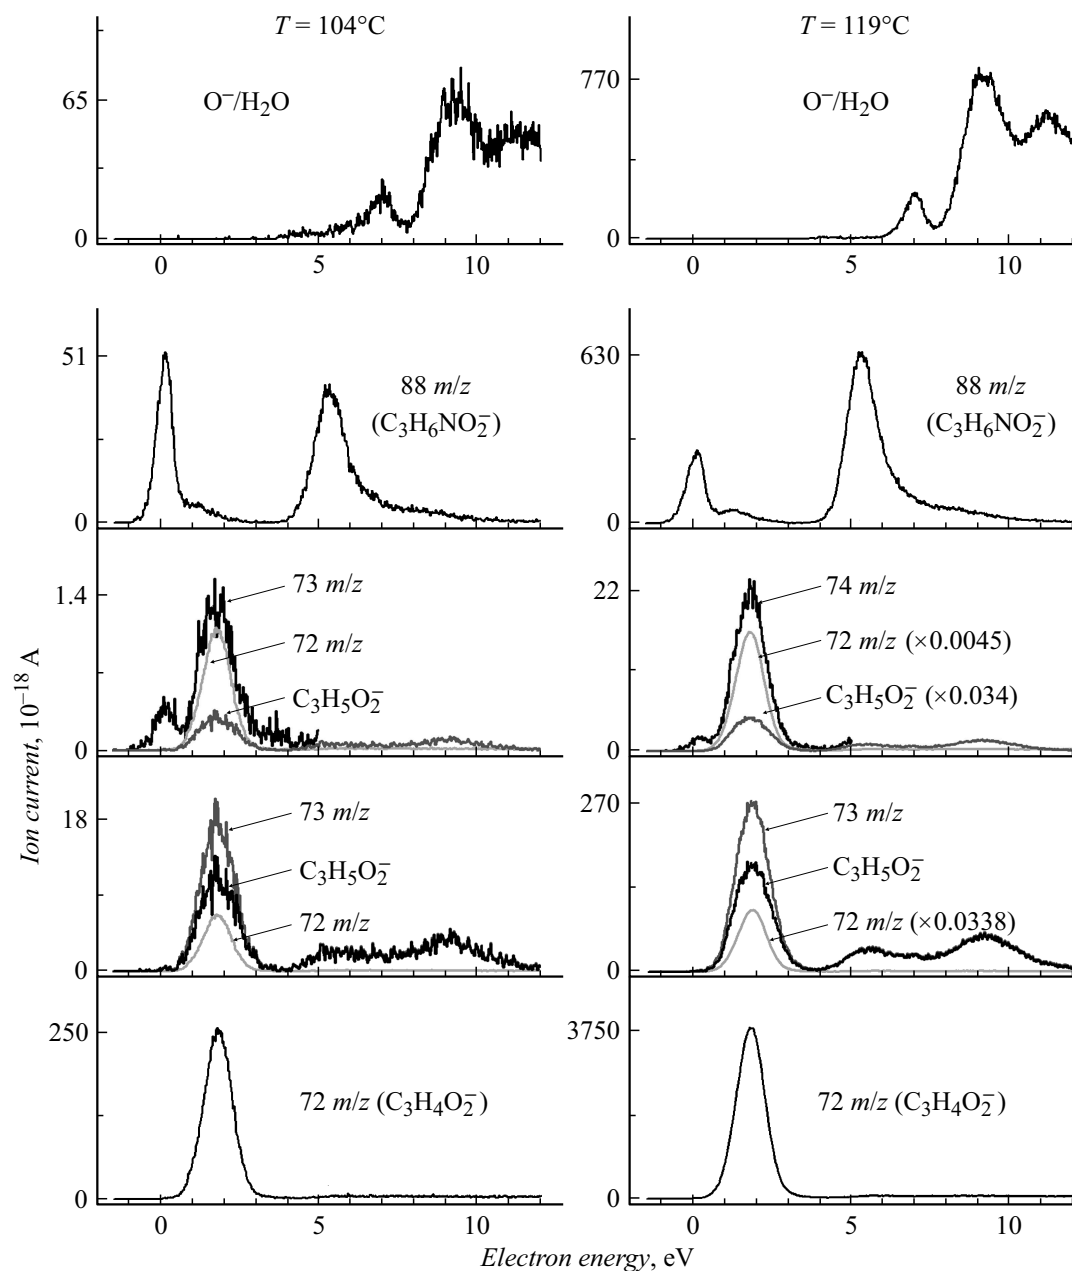 T = 104°C
T = 119°C
65
0
O⁻/H₂O
0 5 10
770
0
O⁻/H₂O
0 5 10
51
0
88 m/z
(C₃H₆NO₂⁻)
630
0
88 m/z
(C₃H₆NO₂⁻)
1.4
0
73 m/z
72 m/z
C₃H₅O₂⁻
22
0
74 m/z
72 m/z (×0.0045)
C₃H₅O₂⁻ (×0.034)
Ion current, 10⁻¹⁸ A
18
0
73 m/z
C₃H₅O₂⁻
72 m/z
270
0
73 m/z
C₃H₅O₂⁻
72 m/z (×0.0338)
250
0
72 m/z (C₃H₄O₂⁻)
0 5 10
3750
0
72 m/z (C₃H₄O₂⁻)
0 5 10
Electron energy, eV